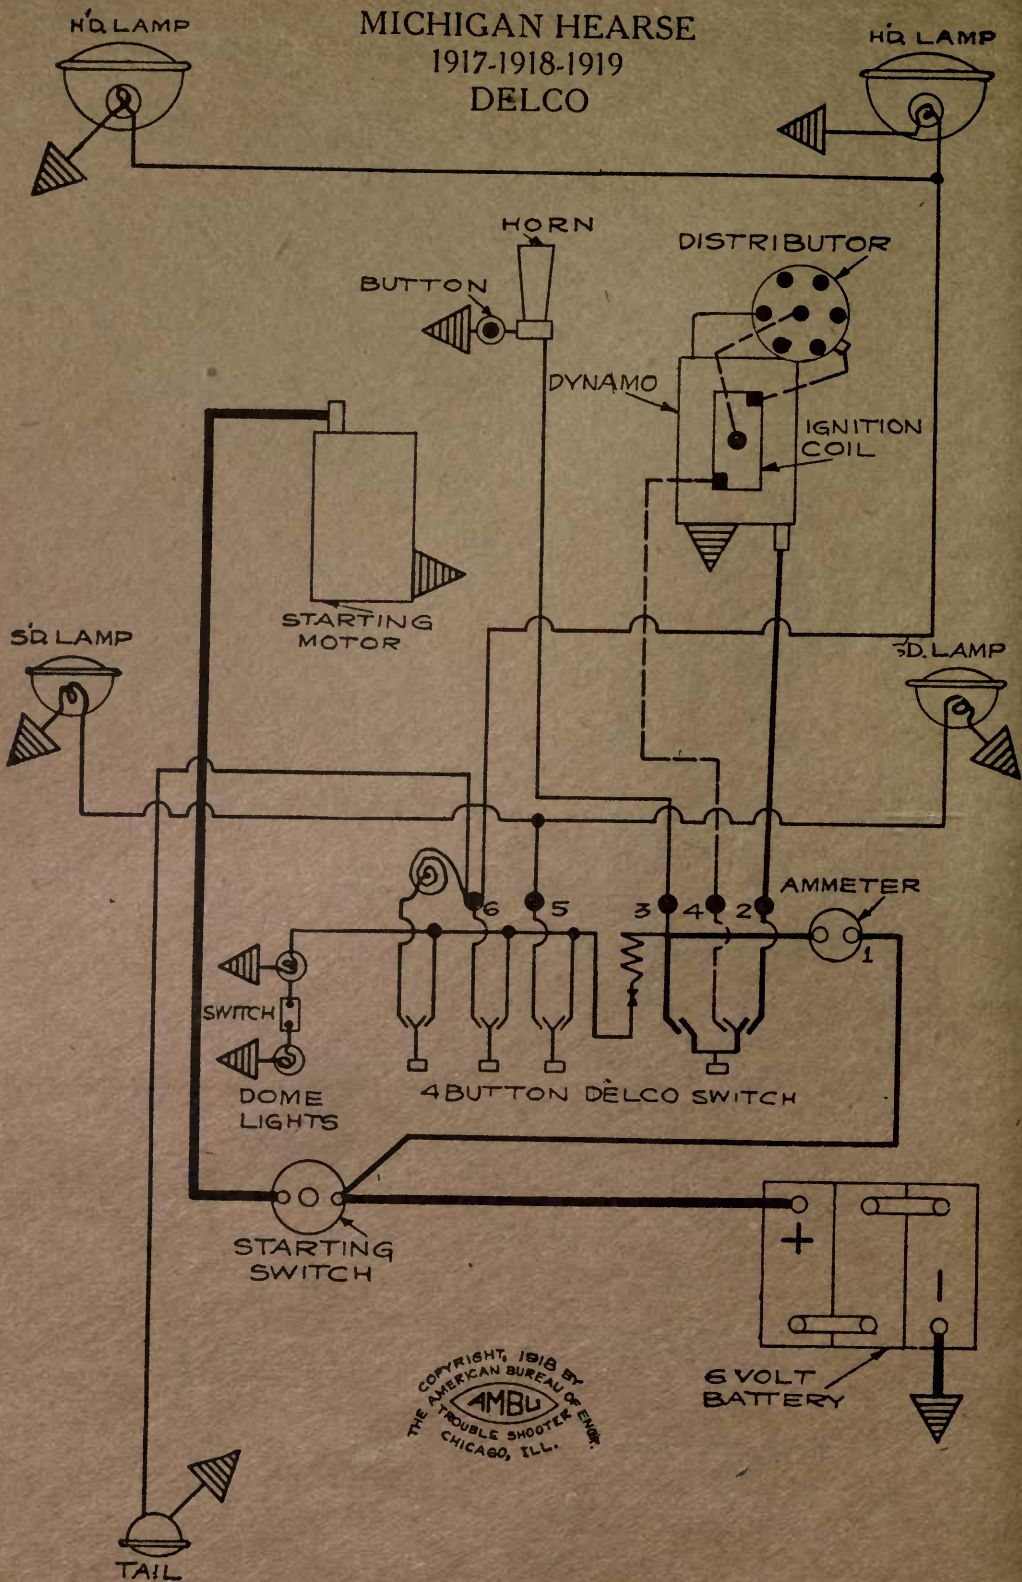 MICHIGAN HEARSE
1917-1918-1919
DELCO
H'D. LAMP
H'D. LAMP
HORN
DISTRIBUTOR
BUTTON
DYNAMO
IGNITION
COIL
STARTING
MOTOR
S'D. LAMP
S'D. LAMP
AMMETER
6
5
3
4
2
1
SWITCH
DOME
LIGHTS
4 BUTTON DELCO SWITCH
STARTING
SWITCH
+
–
6 VOLT
BATTERY
COPYRIGHT, 1918 BY
THE AMERICAN BUREAU OF ENG'R.
AMBU
TROUBLE SHOOTER
CHICAGO, ILL.
TAIL